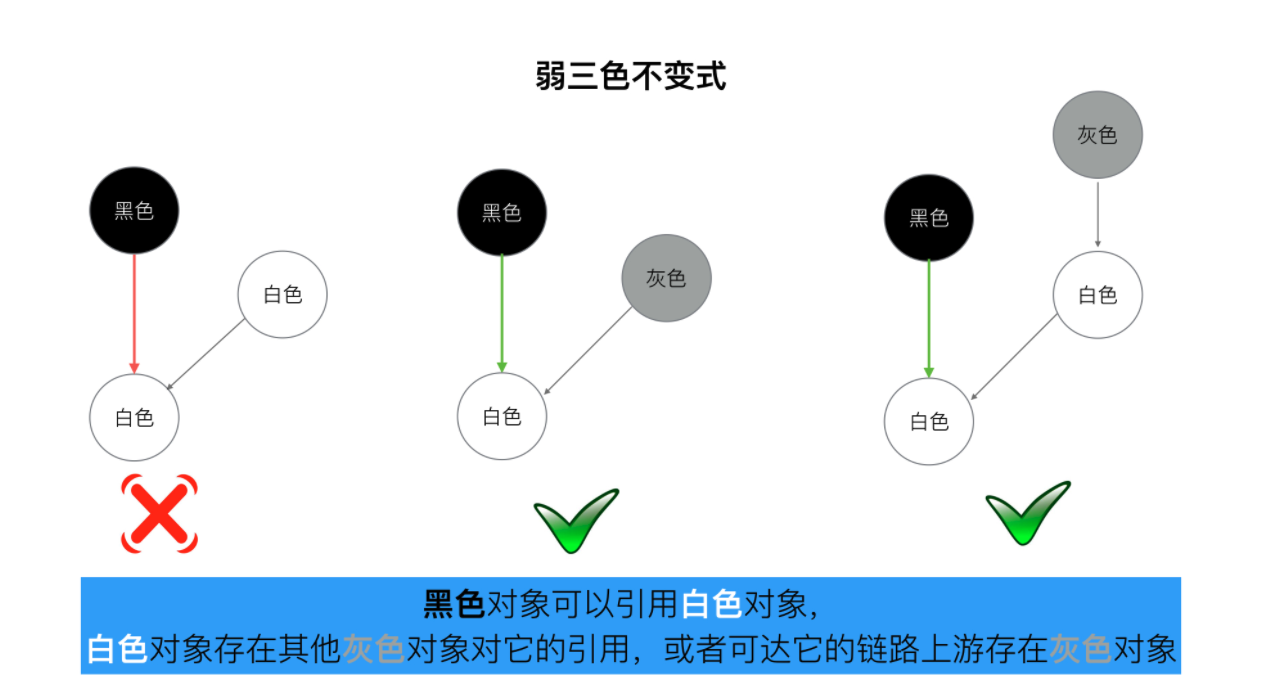 弱三色不变式
灰色
黑色
黑色
黑色
灰色
白色
白色
白色
白色
白色
黑色对象可以引用白色对象，
白色对象存在其他灰色对象对它的引用，或者可达它的链路上游存在灰色对象